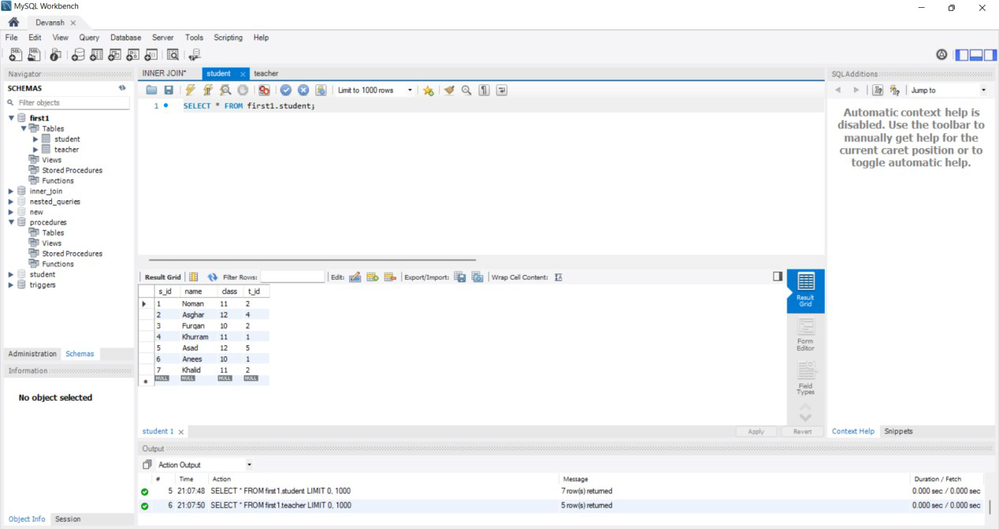 MySQL Workbench
Devansh
File Edit View Query Database Server Tools Scripting Help
Navigator
SCHEMAS
Filter objects
first1
Tables
student
teacher
Views
Stored Procedures
Functions
inner_join
nested_queries
new
procedures
Tables
Views
Stored Procedures
Functions
student
triggers
Administration Schemas
Information
No object selected
Object Info Session
INNER JOIN* student teacher
Limit to 1000 rows
1 SELECT * FROM first1.student;
Result Grid Filter Rows: Edit: Export/Import: Wrap Cell Content:
s_id name class t_id
1 Noman 11 2
2 Asghar 12 4
3 Furqan 10 2
4 Khurram 11 1
5 Asad 12 5
6 Anees 10 1
7 Khalid 11 2
NULL NULL NULL NULL
Result
Grid
Form
Editor
Field
Types
student 1 Apply Revert
SQLAdditions
Jump to
Automatic context help is
disabled. Use the toolbar to
manually get help for the
current caret position or to
toggle automatic help.
Context Help Snippets
Output
Action Output
# Time Action Message Duration / Fetch
5 21:07:48 SELECT * FROM first1.student LIMIT 0, 1000 7 row(s) returned 0.000 sec / 0.000 sec
6 21:07:50 SELECT * FROM first1.teacher LIMIT 0, 1000 5 row(s) returned 0.000 sec / 0.000 sec